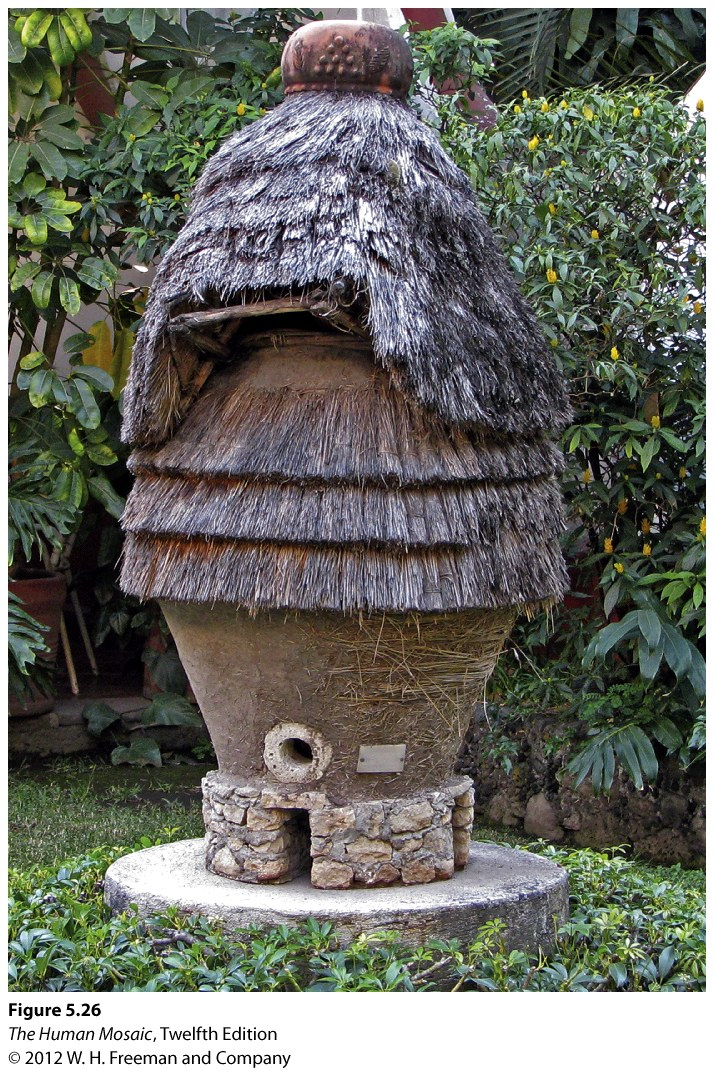 Figure 5.26
The Human Mosaic, Twelfth Edition
© 2012 W. H. Freeman and Company